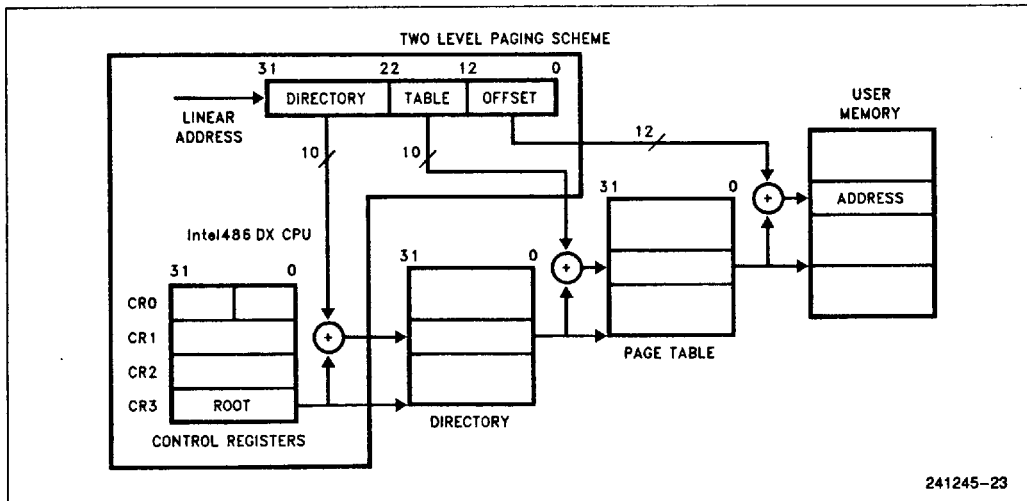 TWO LEVEL PAGING SCHEME
31 22 12 0
DIRECTORY TABLE OFFSET
LINEAR
ADDRESS
USER
MEMORY
10 10 12
31 0
ADDRESS
Intel486 DX CPU
31 0
31 0
CR0
CR1
CR2
CR3 ROOT
PAGE TABLE
DIRECTORY
CONTROL REGISTERS
241245-23